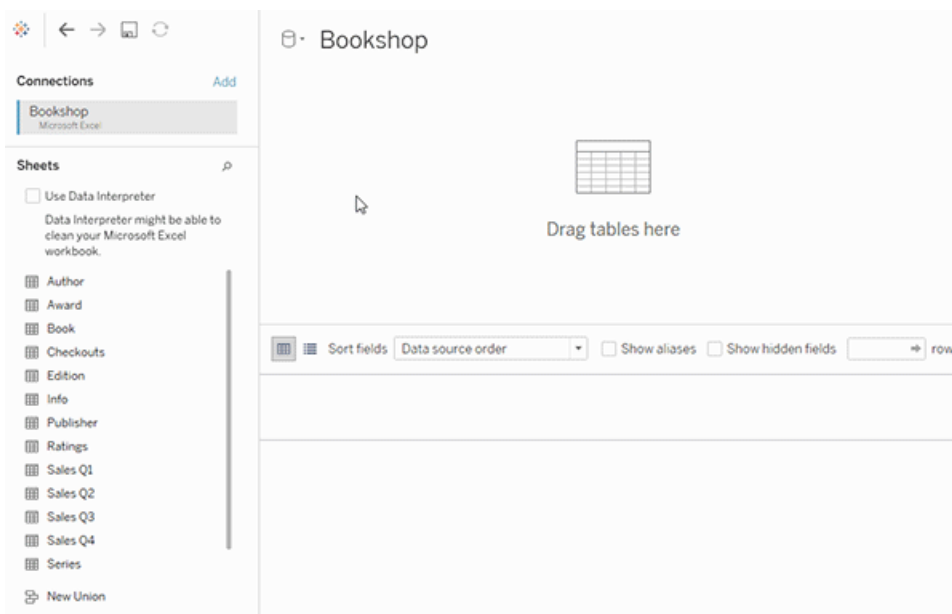 Bookshop
Connections
Add
Bookshop
Microsoft Excel
Sheets
Use Data Interpreter
Data Interpreter might be able to
clean your Microsoft Excel
workbook.
Author
Award
Book
Checkouts
Edition
Info
Publisher
Ratings
Sales Q1
Sales Q2
Sales Q3
Sales Q4
Series
New Union
Drag tables here
Sort fields Data source order Show aliases Show hidden fields row